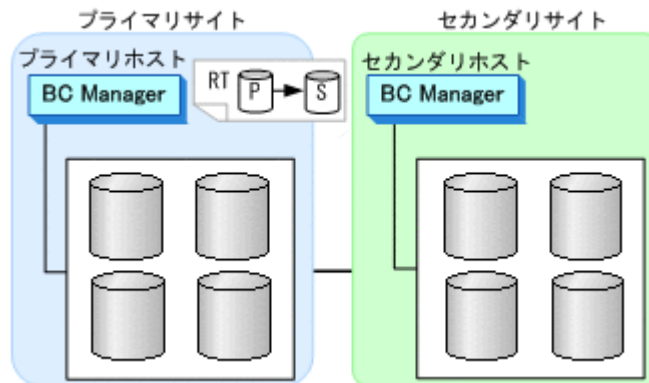 プライマリサイト
セカンダリサイト
プライマリホスト
BC Manager
RT P S
セカンダリホスト
BC Manager